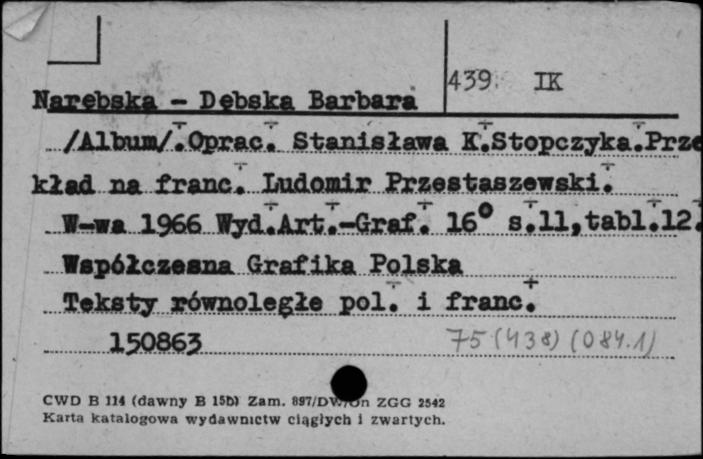 439. IK
Narębska - Dębska Barbara
/Album/.Oprac. Stanisława K.Stopczyka.Prze
kład na franc. Ludomir Przestaszewski.
W-wa 1966 Wyd.Art.-Graf. 16° s.11,tabl.12.
Współczesna Grafika Polska
Teksty równoległe pol. i franc.
150863 75 (438) (084.1)
CWD B 114 (dawny B 15b) Zam. ZGG 2542
Karta katalogowa wydawnictw ciągłych i zwartych.